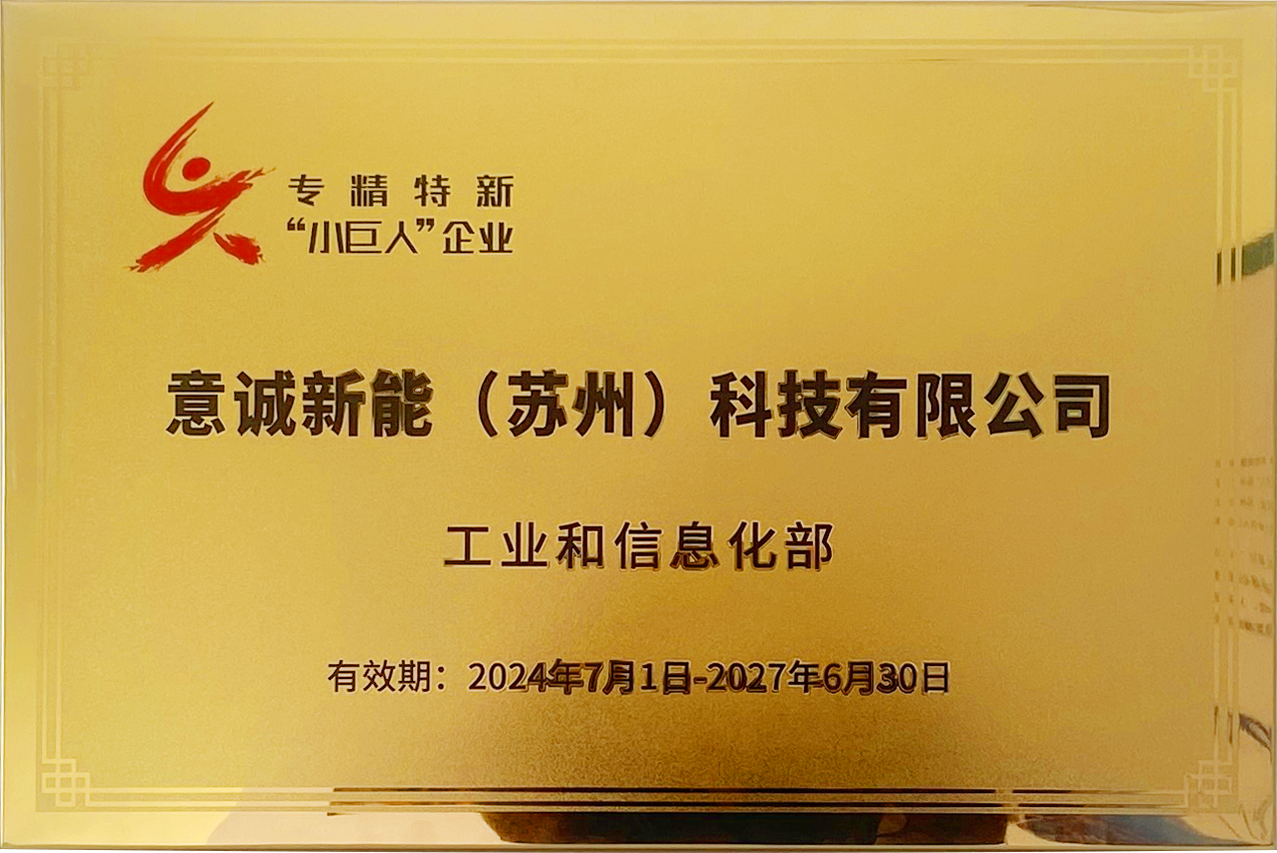 专精特新
“小巨人”企业
意诚新能（苏州）科技有限公司
工业和信息化部
有效期：2024年7月1日-2027年6月30日